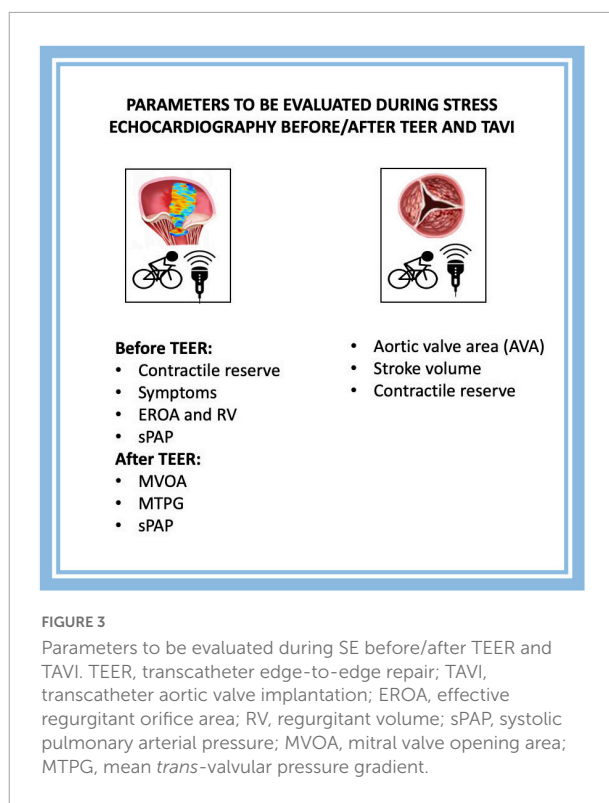 PARAMETERS TO BE EVALUATED DURING STRESS
ECHOCARDIOGRAPHY BEFORE/AFTER TEER AND TAVI
Before TEER:
• Contractile reserve
• Symptoms
• EROA and RV
• sPAP
After TEER:
• MVOA
• MTPG
• sPAP
• Aortic valve area (AVA)
• Stroke volume
• Contractile reserve
FIGURE 3
Parameters to be evaluated during SE before/after TEER and
TAVI. TEER, transcatheter edge-to-edge repair; TAVI,
transcatheter aortic valve implantation; EROA, effective
regurgitant orifice area; RV, regurgitant volume; sPAP, systolic
pulmonary arterial pressure; MVOA, mitral valve opening area;
MTPG, mean trans-valvular pressure gradient.